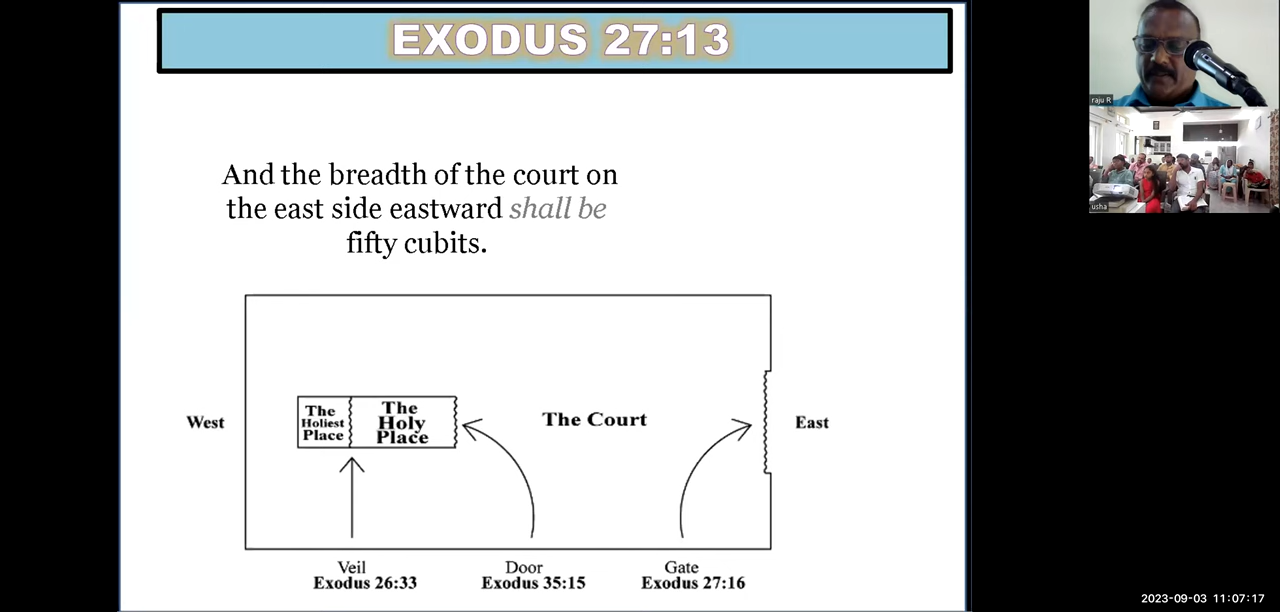 EXODUS 27:13
And the breadth of the court on
the east side eastward shall be
fifty cubits.
West
The
Holiest
Place
The
Holy
Place
The Court
East
Veil
Exodus 26:33
Door
Exodus 35:15
Gate
Exodus 27:16
raju R
usha
2023-09-03 11:07:17